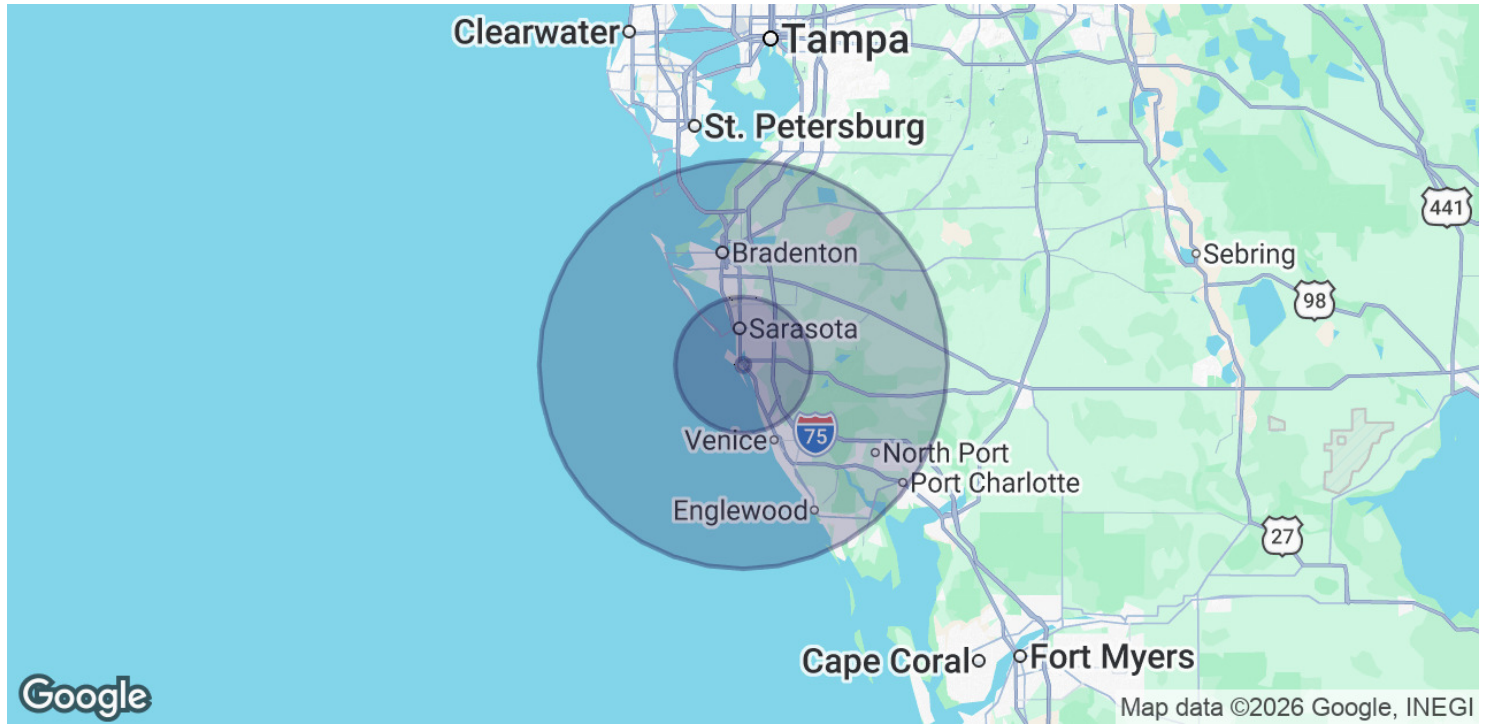 Clearwater
Tampa
St. Petersburg
441
Bradenton
Sebring
98
Sarasota
75
Venice
North Port
Port Charlotte
Englewood
27
Cape Coral
Fort Myers
Google
Map data ©2026 Google, INEGI